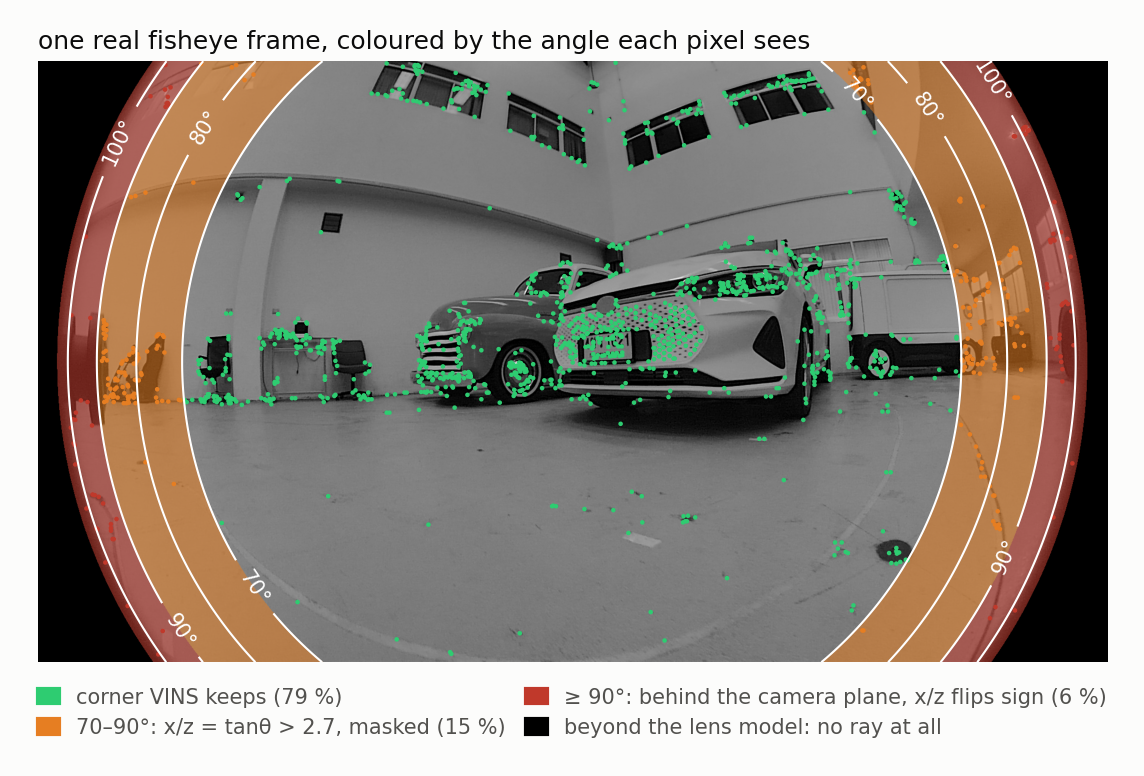 one real fisheye frame, coloured by the angle each pixel sees
100°
80°
70°
80°
100°
70°
90°
90°
corner VINS keeps (79 %)
70–90°: x/z = tanθ > 2.7, masked (15 %)
≥ 90°: behind the camera plane, x/z flips sign (6 %)
beyond the lens model: no ray at all